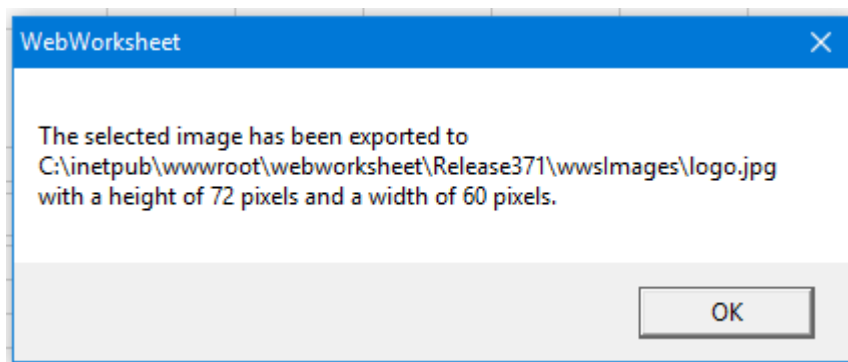 WebWorksheet
The selected image has been exported to
C:\inetpub\wwwroot\webworksheet\Release371\wwsImages\logo.jpg
with a height of 72 pixels and a width of 60 pixels.
OK